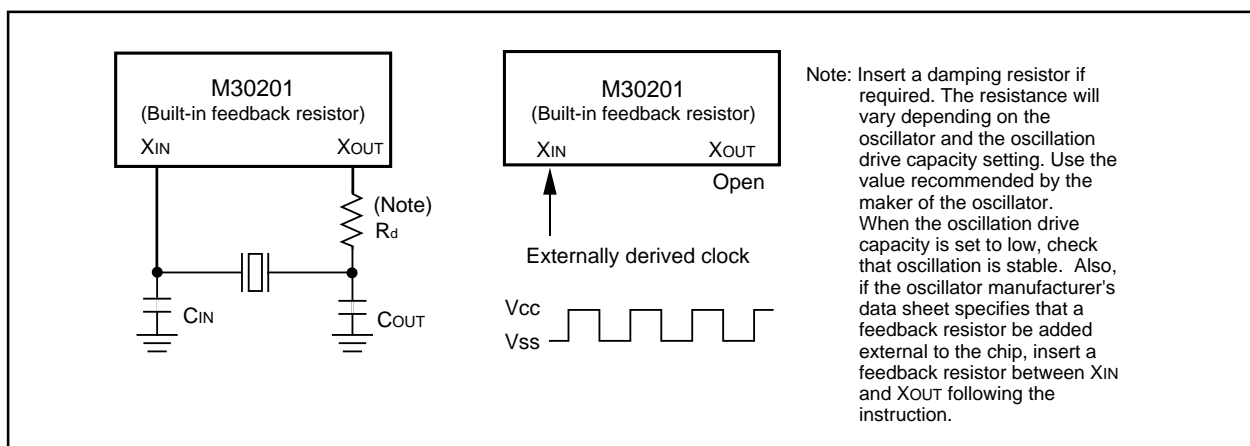 M30201
(Built-in feedback resistor)
XIN XOUT
(Note)
Rd
CIN
COUT
M30201
(Built-in feedback resistor)
XIN XOUT
Open
Externally derived clock
Vcc
Vss
Note: Insert a damping resistor if
required. The resistance will
vary depending on the
oscillator and the oscillation
drive capacity setting. Use the
value recommended by the
maker of the oscillator.
When the oscillation drive
capacity is set to low, check
that oscillation is stable. Also,
if the oscillator manufacturer's
data sheet specifies that a
feedback resistor be added
external to the chip, insert a
feedback resistor between XIN
and XOUT following the
instruction.